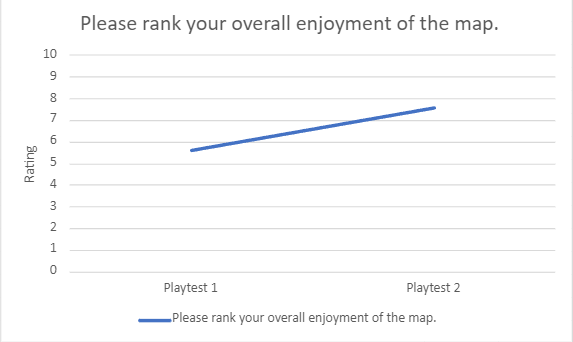 Please rank your overall enjoyment of the map.
10
9
8
7
6
5
4
3
2
1
0
Rating
Playtest 1
Playtest 2
Please rank your overall enjoyment of the map.